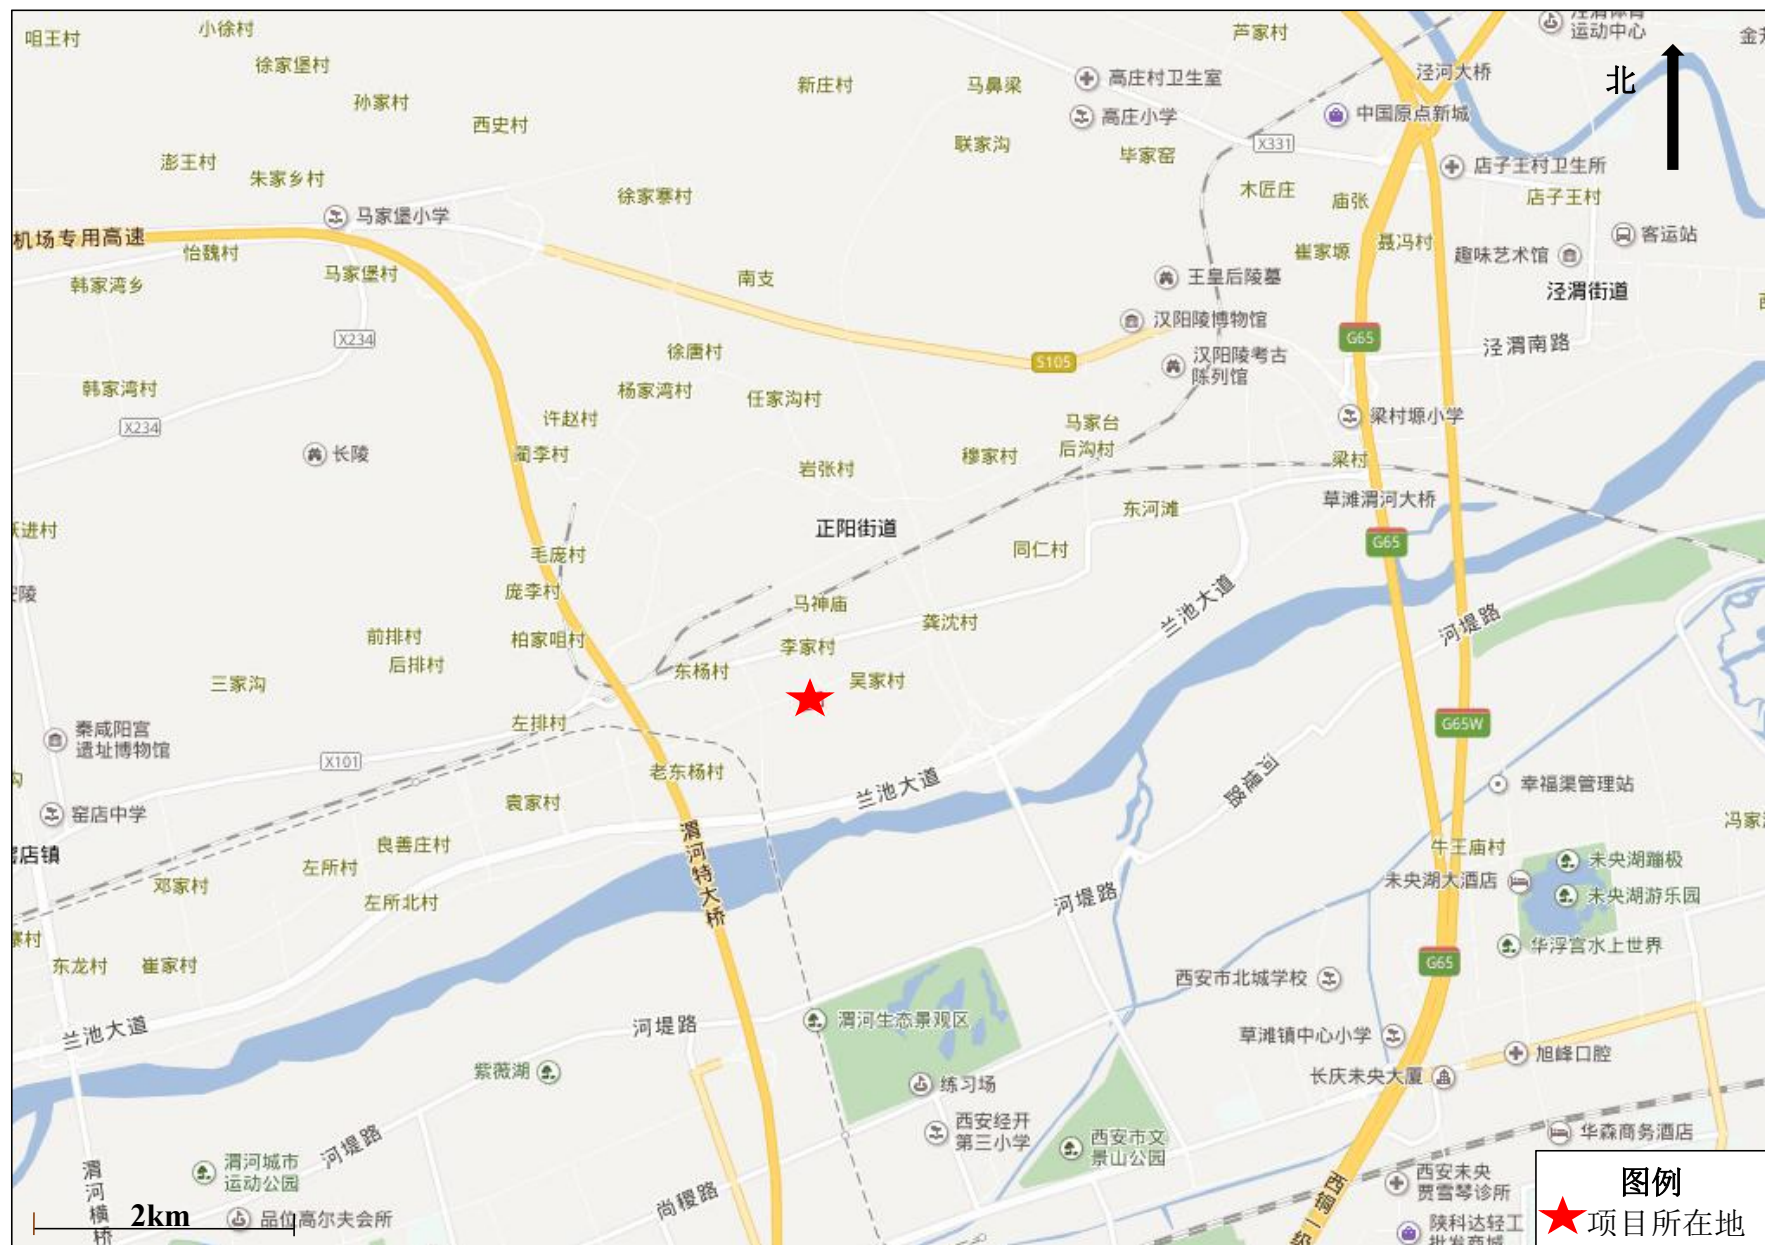 咀王村
小徐村
徐家堡村
孙家村
西史村
新庄村
马鼻梁
芦家村
高庄村卫生室
高庄小学
联家沟
毕家窑
X331
泾河大桥
运动中心
北
中国原点新城
店子王村卫生所
店子王村
木匠庄
庙张
聂冯村
崔家塬
客运站
趣味艺术馆
泾渭街道
泾渭南路
澎王村
朱家乡村
徐家寨村
马家堡小学
机场专用高速
怡魏村
马家堡村
韩家湾乡
南支
王皇后陵墓
汉阳陵博物馆
汉阳陵考古
陈列馆
G65
X234
徐唐村
S105
韩家湾村
杨家湾村
任家沟村
许赵村
马家台
梁村塬小学
X234
长陵
蔺李村
岩张村
穆家村
后沟村
梁村
草滩渭河大桥
东河滩
正阳街道
同仁村
G65
毛庞村
庞李村
马神庙
兰池大道
河堤路
前排村
后排村
柏家咀村
李家村
龚沈村
三家沟
东杨村
吴家村
左排村
秦咸阳宫
遗址博物馆
X101
G65W
老东杨村
兰池大道
河堤路
幸福渠管理站
窑店中学
袁家村
渭河特大桥
良善庄村
左所村
邓家村
左所北村
牛王庙村
未央湖蹦极
未央湖大酒店
未央湖游乐园
华浮宫水上世界
河堤路
东龙村
崔家村
西安市北城学校
G65
兰池大道
河堤路
渭河生态景观区
草滩镇中心小学
旭峰口腔
紫薇湖
练习场
长庆未央大厦
西安经开
第三小学
西安市文
景山公园
华森商务酒店
河堤路
渭河城市
运动公园
渭河横桥
尚稷路
西安未央
贾雪琴诊所
2km
品位高尔夫会所
西铜一级
陕科达轻工
图例
项目所在地